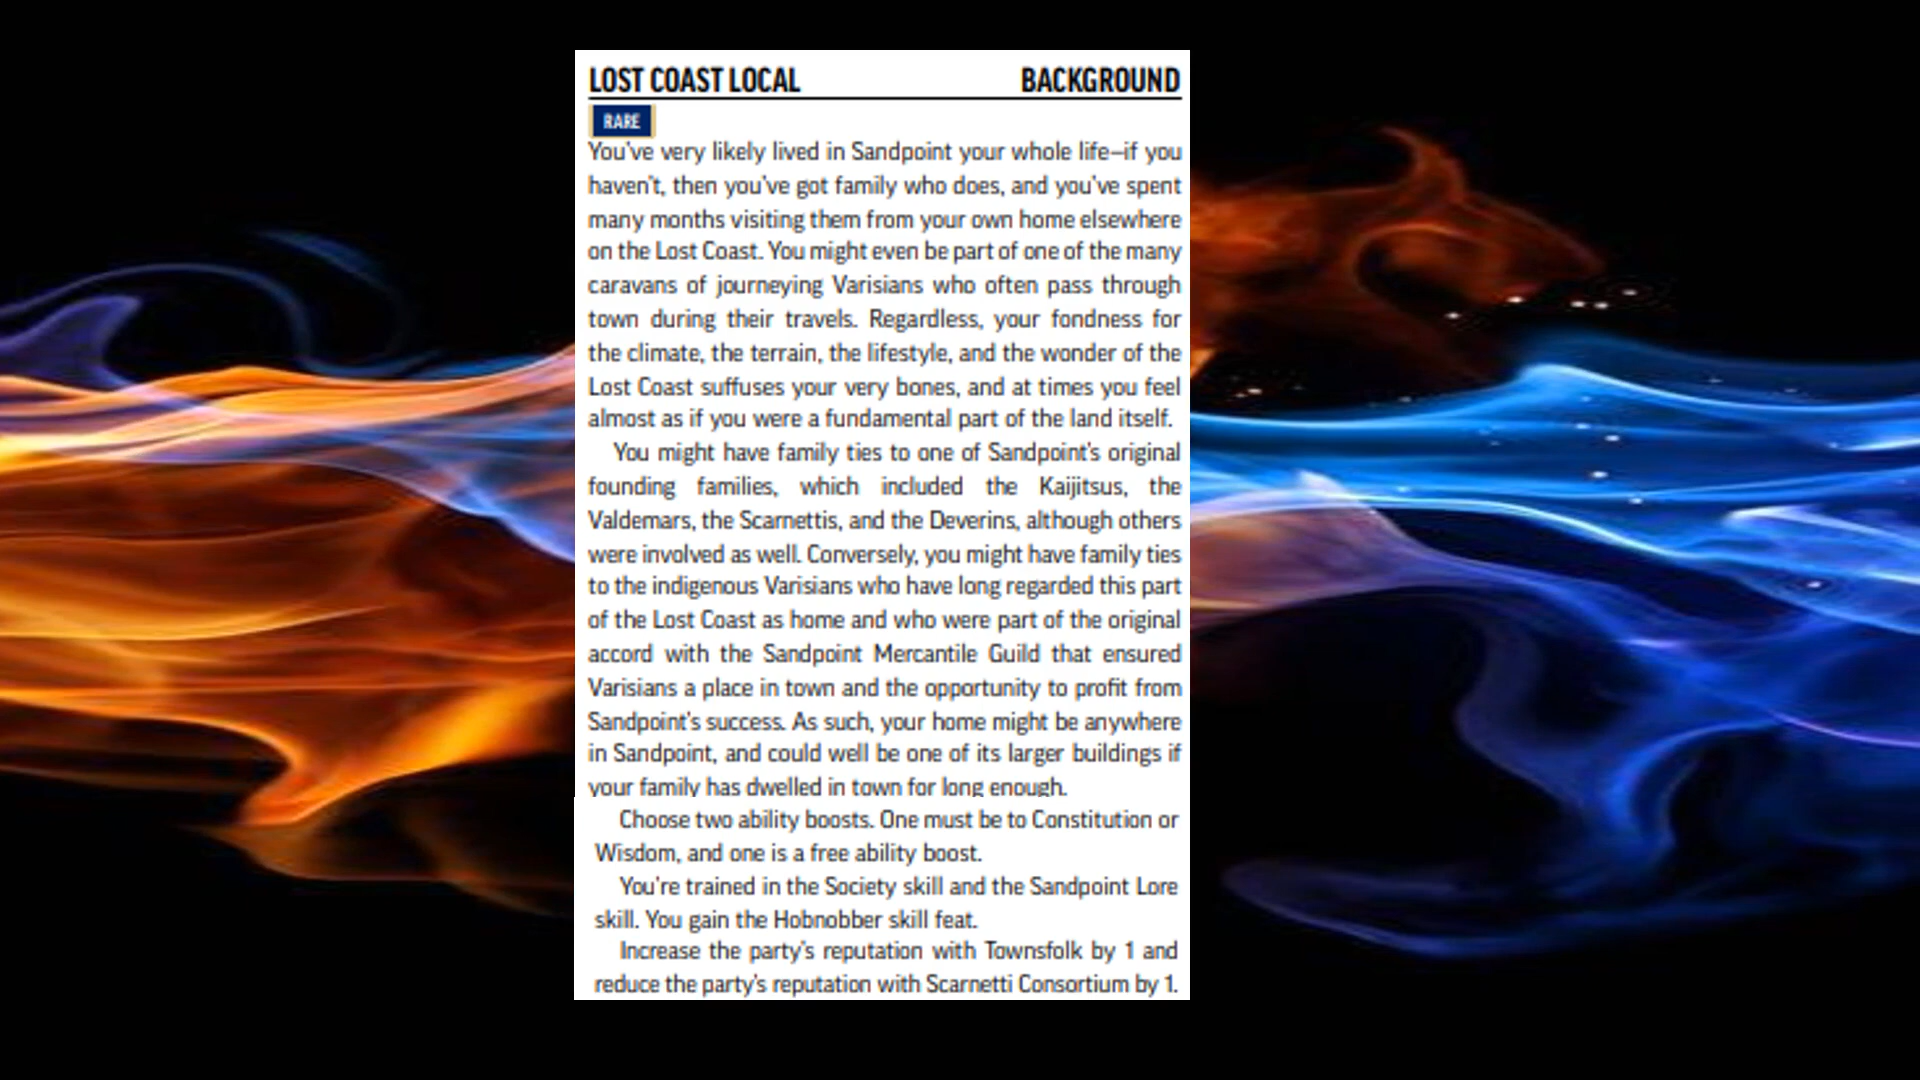 LOST COAST LOCAL BACKGROUND
RARE
You've very likely lived in Sandpoint your whole life—if you
haven't, then you've got family who does, and you've spent
many months visiting them from your own home elsewhere
on the Lost Coast. You might even be part of one of the many
caravans of journeying Varisians who often pass through
town during their travels. Regardless, your fondness for
the climate, the terrain, the lifestyle, and the wonder of the
Lost Coast suffuses your very bones, and at times you feel
almost as if you were a fundamental part of the land itself.
You might have family ties to one of Sandpoint's original
founding families, which included the Kaijitsus, the
Valdemars, the Scarnettis, and the Deverins, although others
were involved as well. Conversely, you might have family ties
to the indigenous Varisians who have long regarded this part
of the Lost Coast as home and who were part of the original
accord with the Sandpoint Mercantile Guild that ensured
Varisians a place in town and the opportunity to profit from
Sandpoint's success. As such, your home might be anywhere
in Sandpoint, and could well be one of its larger buildings if
your family has dwelled in town for long enough.
Choose two ability boosts. One must be to Constitution or
Wisdom, and one is a free ability boost.
You're trained in the Society skill and the Sandpoint Lore
skill. You gain the Hobnobber skill feat.
Increase the party's reputation with Townsfolk by 1 and
reduce the party's reputation with Scarnetti Consortium by 1.